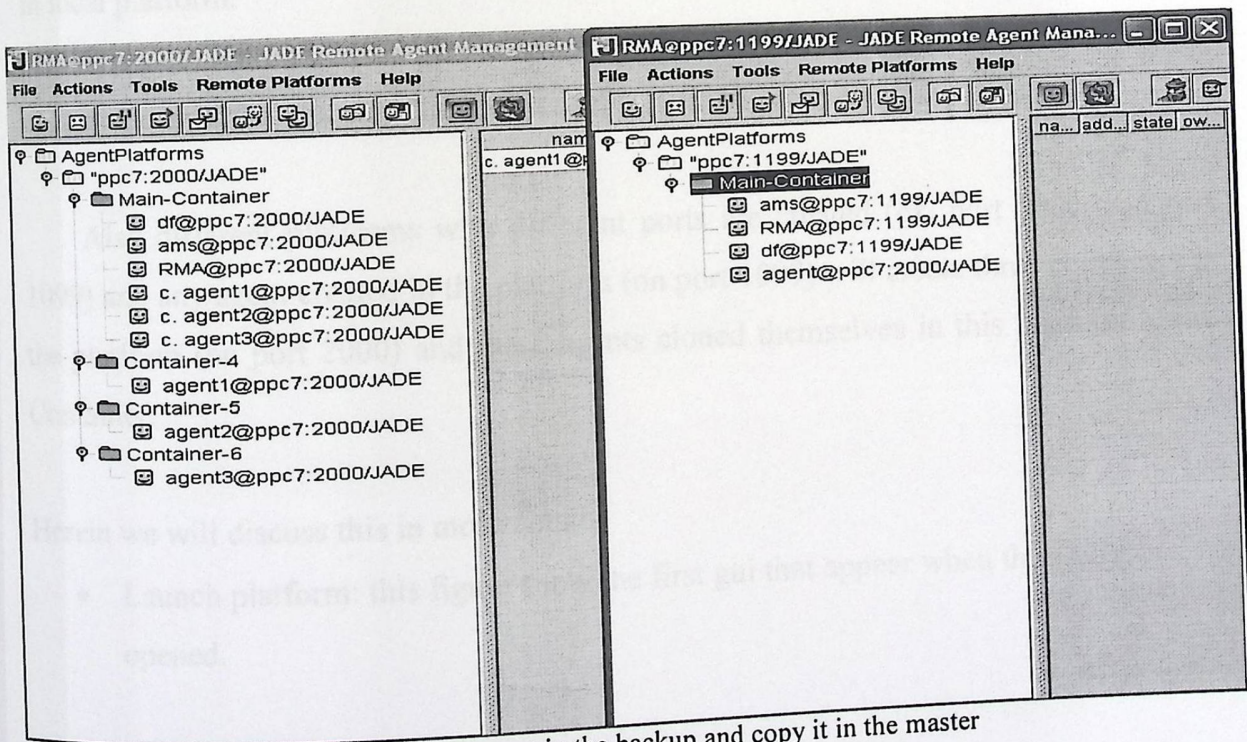 RMA@ppc7:2000/JADE - JADE Remote Agent Management
File Actions Tools Remote Platforms Help
nam
c. agent1@p
AgentPlatforms
"ppc7:2000/JADE"
Main-Container
df@ppc7:2000/JADE
ams@ppc7:2000/JADE
RMA@ppc7:2000/JADE
c. agent1@ppc7:2000/JADE
c. agent2@ppc7:2000/JADE
c. agent3@ppc7:2000/JADE
Container-4
agent1@ppc7:2000/JADE
Container-5
agent2@ppc7:2000/JADE
Container-6
agent3@ppc7:2000/JADE
RMA@ppc7:1199/JADE - JADE Remote Agent Mana...
File Actions Tools Remote Platforms Help
na... add... state ow...
AgentPlatforms
"ppc7:1199/JADE"
Main-Container
ams@ppc7:1199/JADE
RMA@ppc7:1199/JADE
df@ppc7:1199/JADE
agent@ppc7:2000/JADE
in the backup and copy it in the master
Herein we will discuss this in
Launch platform: this figure the first gui that appear when
opened.